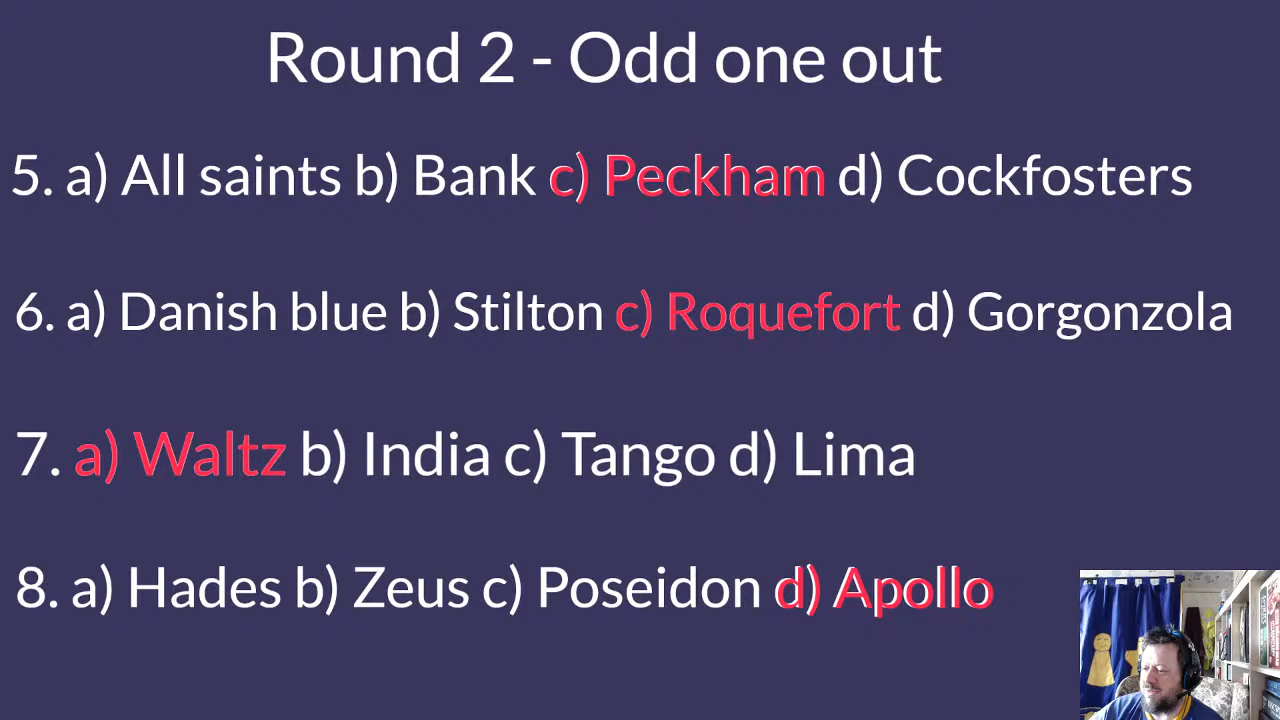 Round 2 - Odd one out
5. a) All saints b) Bank c) Peckham d) Cockfosters
6. a) Danish blue b) Stilton c) Roquefort d) Gorgonzola
7. a) Waltz b) India c) Tango d) Lima
8. a) Hades b) Zeus c) Poseidon d) Apollo